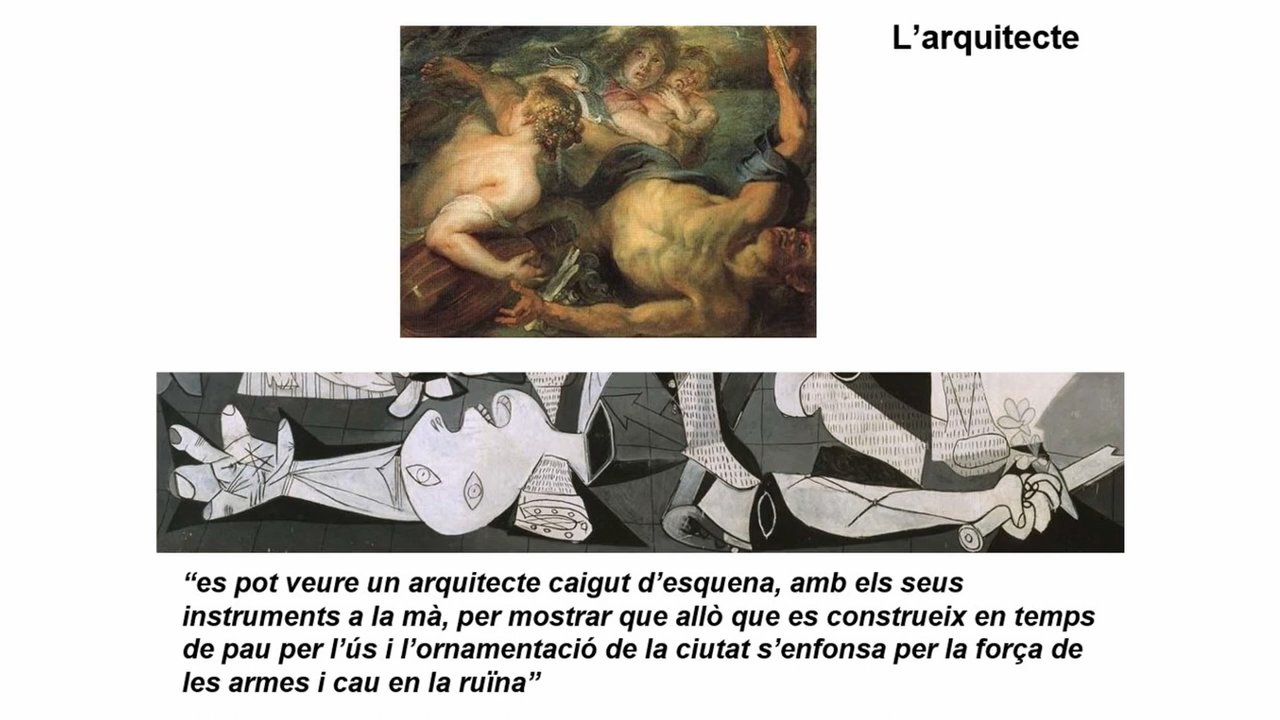 L’arquitecte
“es pot veure un arquitecte caigut d’esquena, amb els seus
instruments a la mà, per mostrar que allò que es construeix en temps
de pau per l’ús i l’ornamentació de la ciutat s’enfonsa per la força de
les armes i cau en la ruïna”